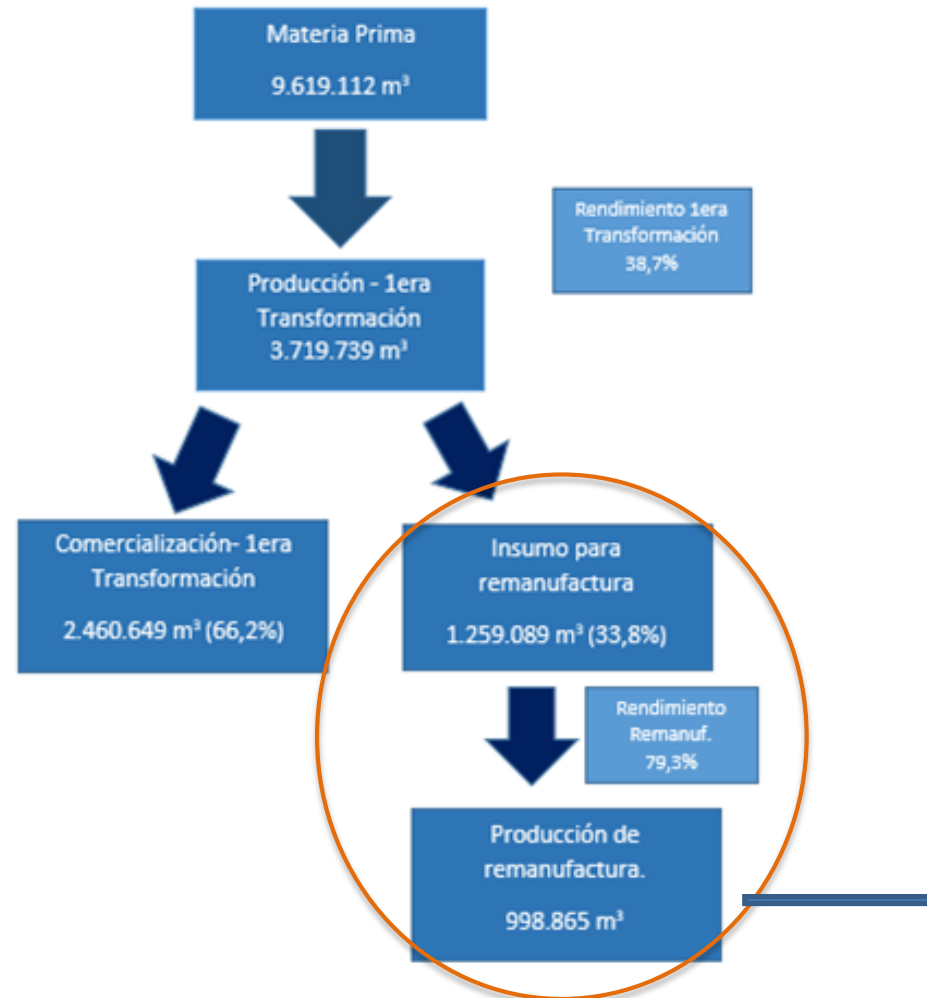 Materia Prima
9.619.112 m³
Rendimiento 1era
Transformación
38,7%
Producción - 1era
Transformación
3.719.739 m³
Comercialización- 1era
Transformación
2.460.649 m³ (66,2%)
Insumo para
remanufactura
1.259.089 m³ (33,8%)
Rendimiento
Remanuf.
79,3%
Producción de
remanufactura.
998.865 m³